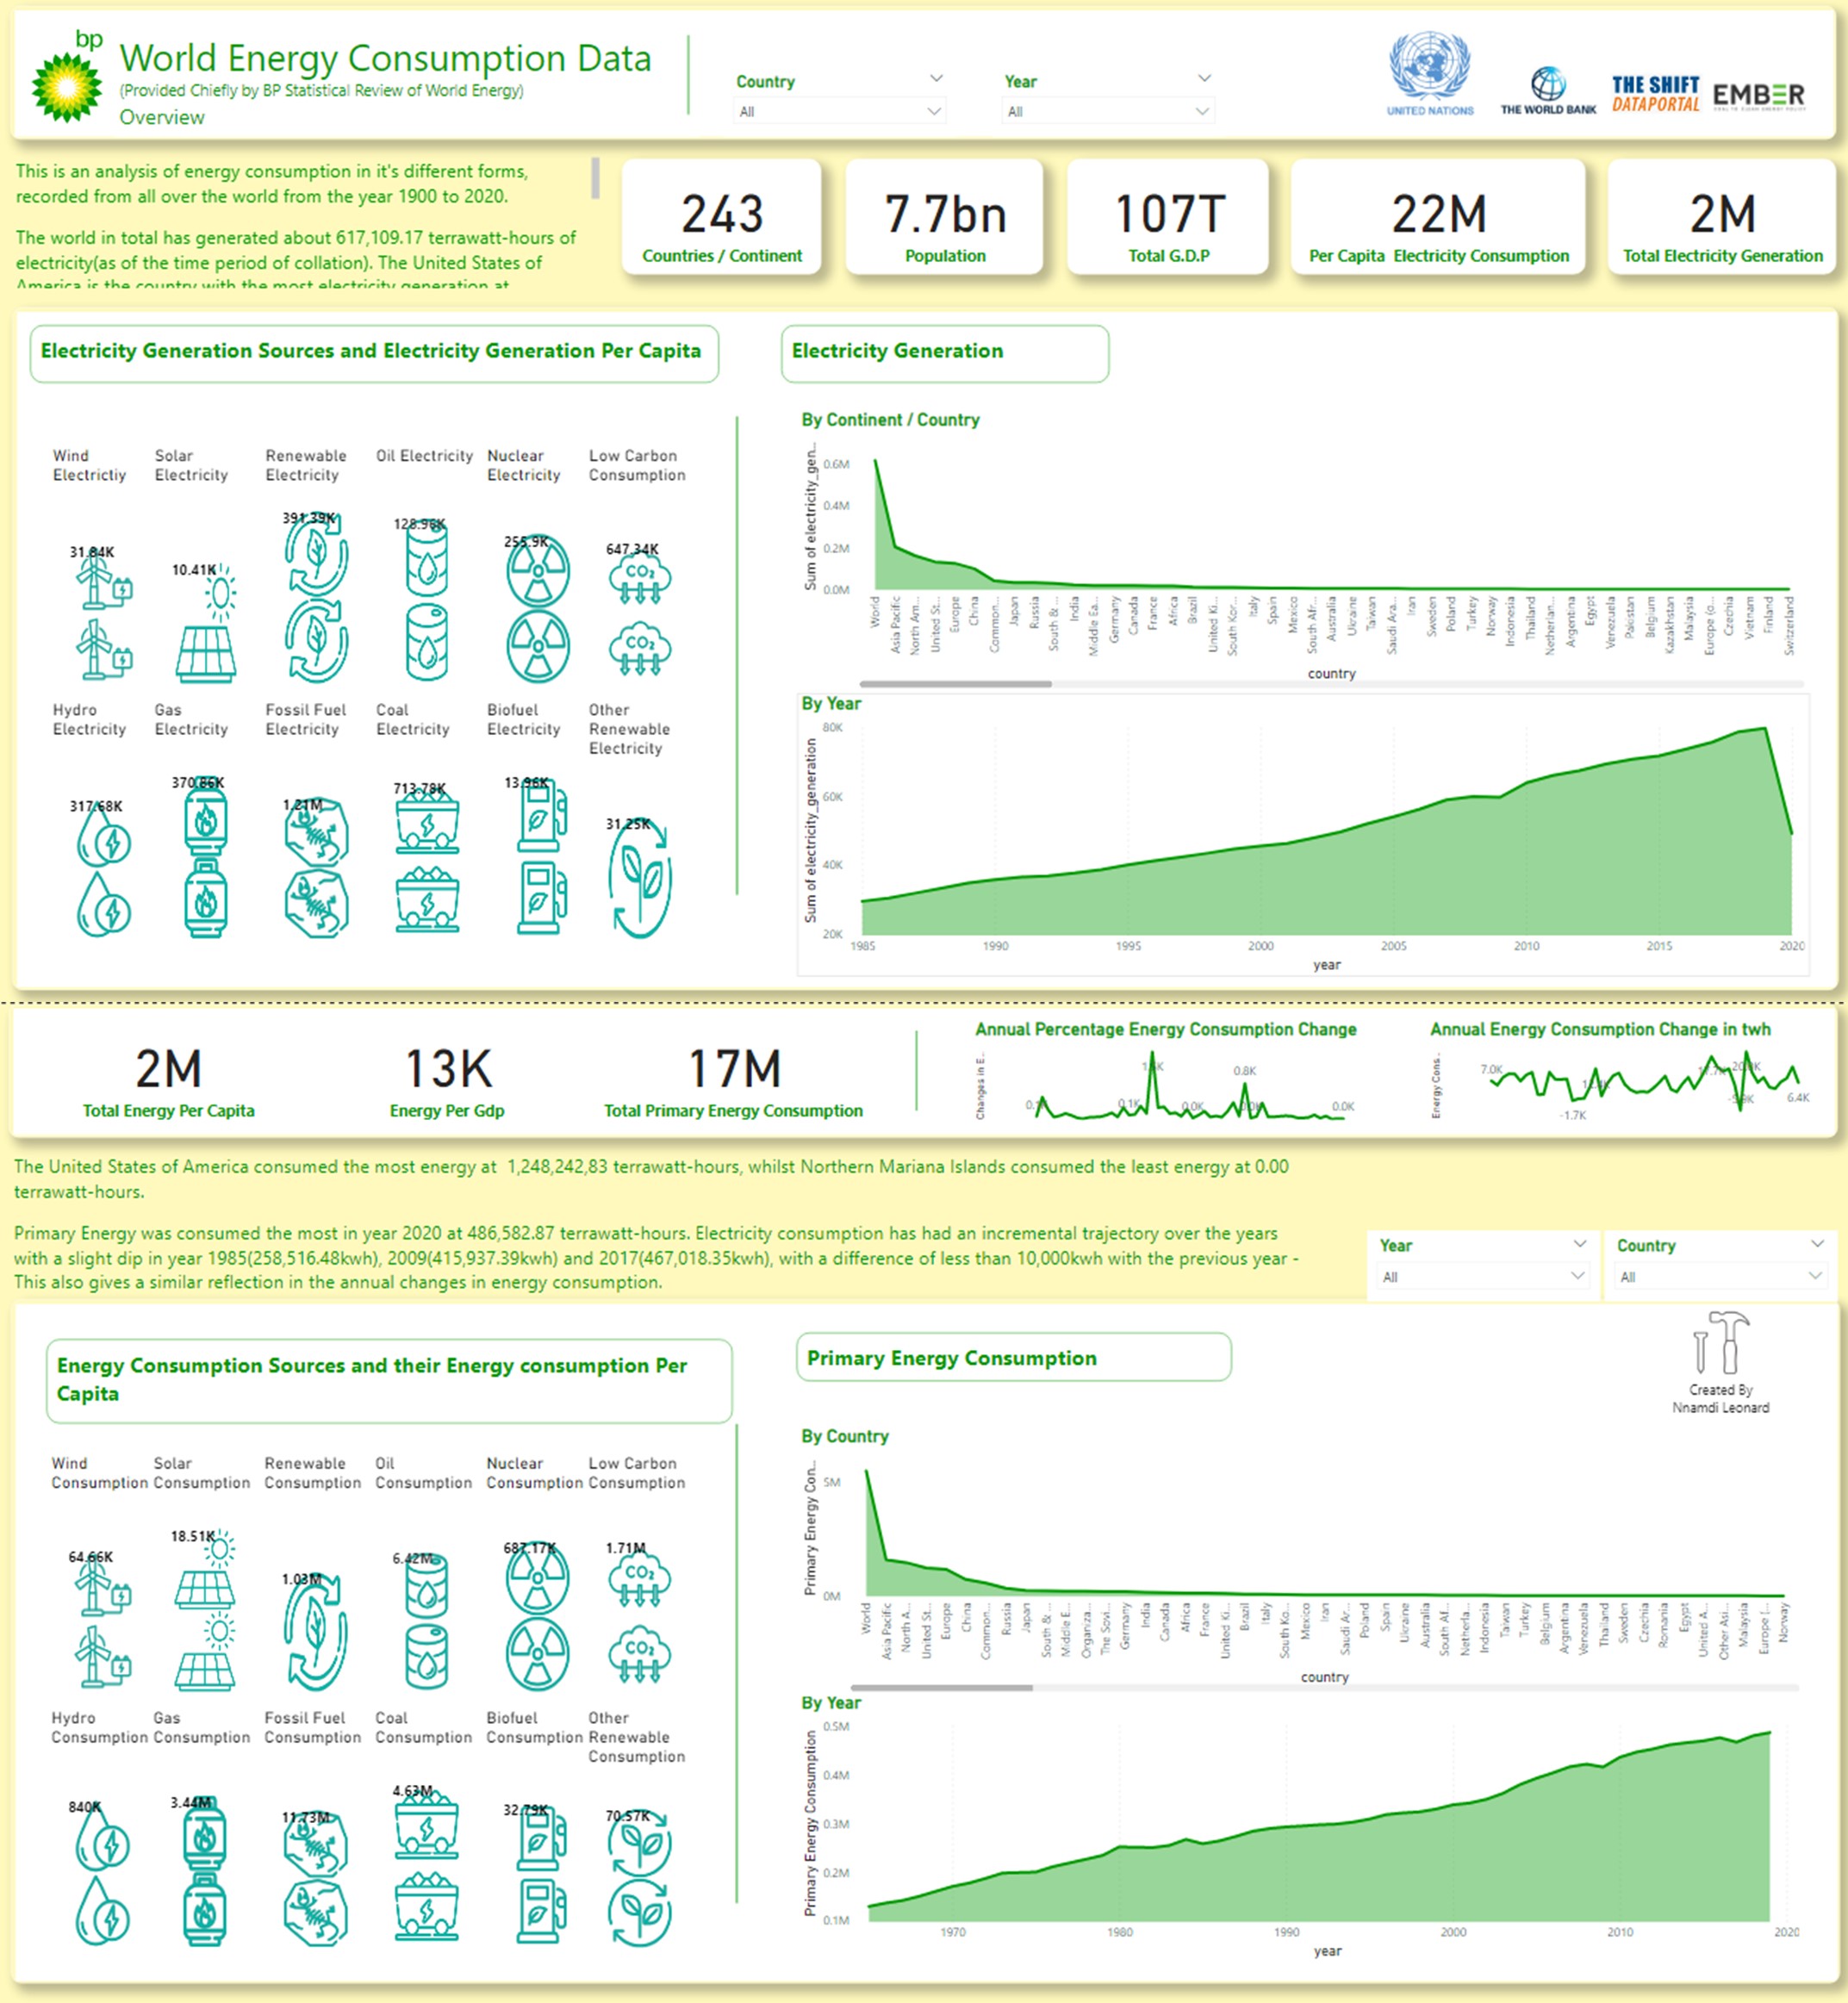 bp
World Energy Consumption Data
(Provided Chiefly by BP Statistical Review of World Energy)
Overview
Country
All
Year
All
UNITED NATIONS
THE WORLD BANK
THE SHIFT
DATAPORTAL
EMBER
This is an analysis of energy consumption in it's different forms,
recorded from all over the world from the year 1900 to 2020.
The world in total has generated about 617,109.17 terrawatt-hours of
electricity(as of the time period of collation). The United States of
America is the country with the most electricity generation at
243
Countries / Continent
7.7bn
Population
107T
Total G.D.P
22M
Per Capita Electricity Consumption
2M
Total Electricity Generation
Electricity Generation Sources and Electricity Generation Per Capita
Wind
Electrictiy
Solar
Electricity
Renewable
Electricity
Oil Electricity
Nuclear
Electricity
Low Carbon
Consumption
31.84K
10.41K
391.39K
128.96K
255.9K
647.34K
CO2
CO2
Hydro
Electricity
Gas
Electricity
Fossil Fuel
Electricity
Coal
Electricity
Biofuel
Electricity
Other
Renewable
Electricity
317.68K
370.86K
1.21M
713.78K
13.96K
31.25K
Electricity Generation
By Continent / Country
Sum of electricity_gen...
0.6M
0.4M
0.2M
0.0M
World
Asia Pacific
North Am...
United St...
Europe
China
Common...
Japan
Russia
South & ...
India
Middle Ea...
Germany
Canada
France
Africa
Brazil
United Ki...
South Kor...
Italy
Spain
Mexico
South Afr...
Australia
Ukraine
Taiwan
Saudi Ara...
Iran
Sweden
Poland
Turkey
Norway
Indonesia
Thailand
Netherlan...
Argentina
Egypt
Venezuela
Pakistan
Belgium
Kazakhstan
Malaysia
Europe (o...
Czechia
Vietnam
Finland
Switzerland
country
By Year
Sum of electricity_generation
80K
60K
40K
20K
1985
1990
1995
2000
2005
2010
2015
2020
year
2M
Total Energy Per Capita
13K
Energy Per Gdp
17M
Total Primary Energy Consumption
Annual Percentage Energy Consumption Change
Changes in E...
0.1K
0.0K
0.8K
0.0K
0.0K
Annual Energy Consumption Change in twh
Energy Cons...
7.0K
-1.7K
6.4K
The United States of America consumed the most energy at 1,248,242,83 terrawatt-hours, whilst Northern Mariana Islands consumed the least energy at 0.00
terrawatt-hours.
Primary Energy was consumed the most in year 2020 at 486,582.87 terrawatt-hours. Electricity consumption has had an incremental trajectory over the years
with a slight dip in year 1985(258,516.48kwh), 2009(415,937.39kwh) and 2017(467,018.35kwh), with a difference of less than 10,000kwh with the previous year -
This also gives a similar reflection in the annual changes in energy consumption.
Year
All
Country
All
Energy Consumption Sources and their Energy consumption Per
Capita
Wind
Consumption
Solar
Consumption
Renewable
Consumption
Oil
Consumption
Nuclear
Consumption
Low Carbon
Consumption
64.66K
18.51K
1.03M
6.42M
687.17K
1.71M
CO2
CO2
Hydro
Consumption
Gas
Consumption
Fossil Fuel
Consumption
Coal
Consumption
Biofuel
Consumption
Other
Renewable
Consumption
840K
3.44M
11.73M
4.63M
32.79K
70.57K
Primary Energy Consumption
Created By
Nnamdi Leonard
By Country
Primary Energy Con...
5M
0M
World
Asia Pacific
North A...
United St...
Europe
China
Common...
Russia
Japan
South & ...
Middle E...
Organiza...
The Sovi...
Germany
India
Canada
Africa
France
United Ki...
Brazil
Italy
South Ko...
Mexico
Iran
Saudi Ar...
Poland
Spain
Ukraine
Australia
South Af...
Netherla...
Indonesia
Taiwan
Turkey
Belgium
Argentina
Venezuela
Thailand
Sweden
Czechia
Romania
Egypt
United A...
Other Asi...
Malaysia
Europe (...
Norway
country
By Year
Primary Energy Consumption
0.5M
0.4M
0.3M
0.2M
0.1M
1970
1980
1990
2000
2010
2020
year